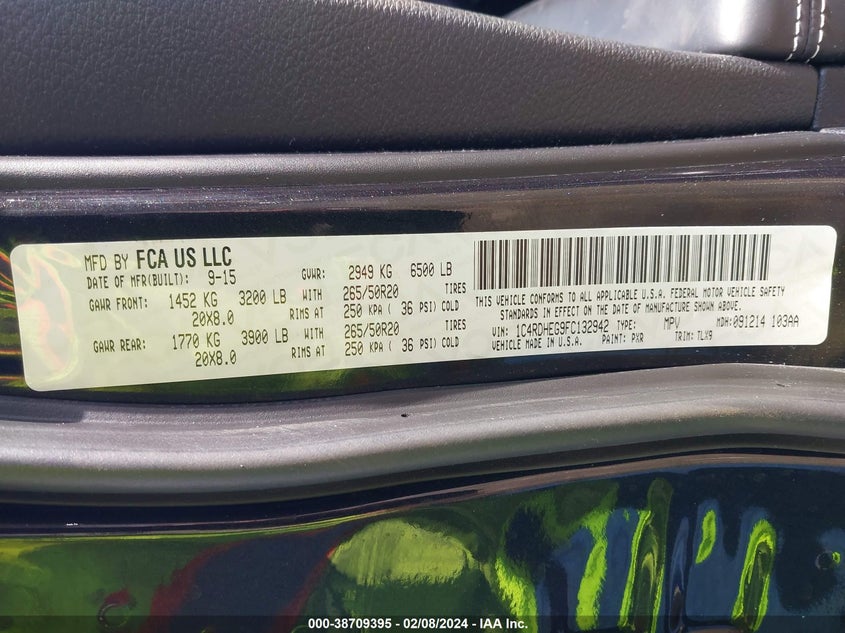 MFD BY FCA US LLC
DATE OF MFR(BUILT): 9-15 GVWR: 2949 KG 6500 LB
GAWR FRONT: 1452 KG 3200 LB WITH 265/50R20 TIRES
20X8.0 RIMS AT 250 KPA ( 36 PSI) COLD
GAWR REAR: 1770 KG 3900 LB WITH 265/50R20 TIRES
20X8.0 RIMS AT 250 KPA ( 36 PSI) COLD
THIS VEHICLE CONFORMS TO ALL APPLICABLE U.S.A. FEDERAL MOTOR VEHICLE SAFETY
STANDARDS IN EFFECT ON THE DATE OF MANUFACTURE SHOWN ABOVE.
VIN: 1C4RDHEG9FC132942 TYPE: MPV MDH:091214 103AA
VEHICLE MADE IN U.S.A. PAINT: PXR TRIM: TLX9
000-38709395 - 02/08/2024 - IAA Inc.